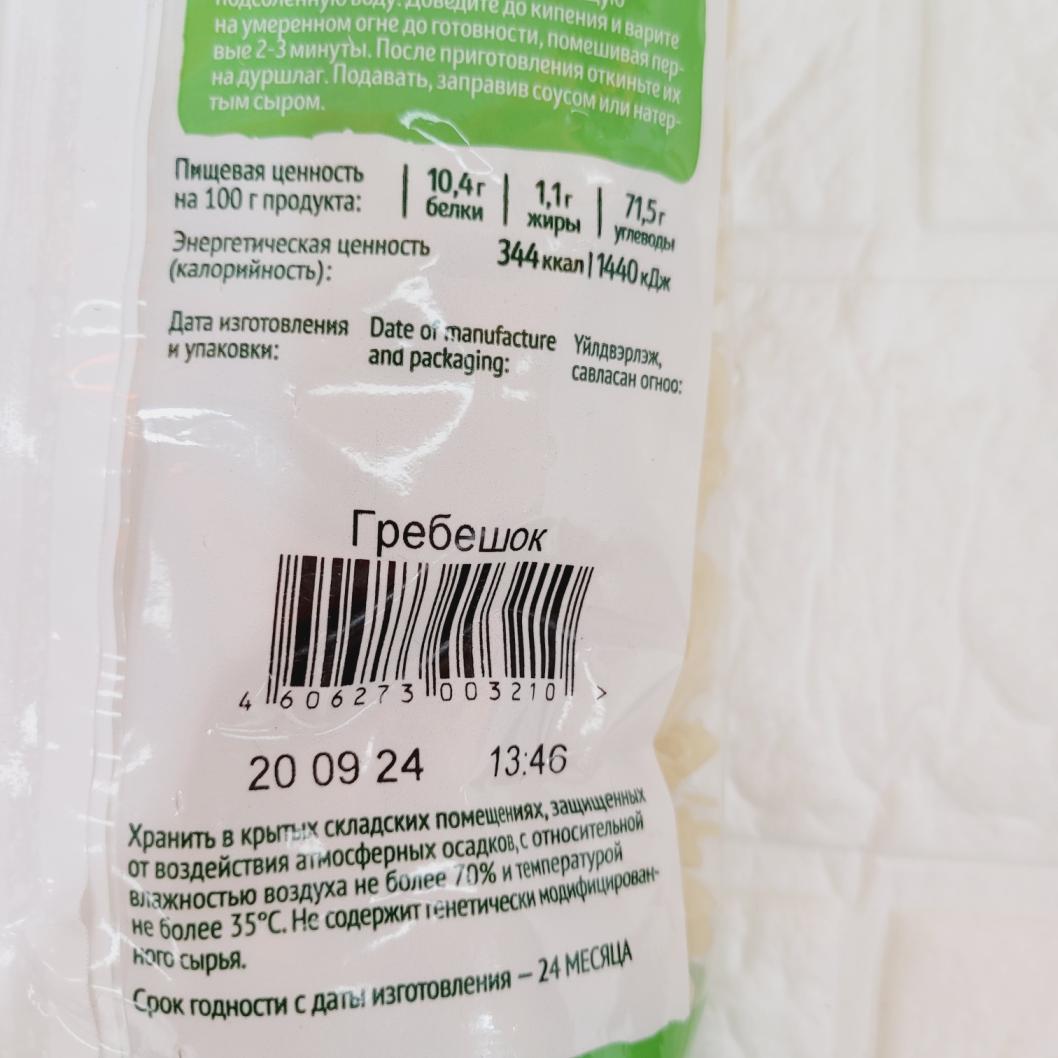 подсоленную воду. Доведите до кипения и варите
на умеренном огне до готовности, помешивая пер-
вые 2-3 минуты. После приготовления откиньте их
на дуршлаг. Подавать, заправив соусом или натер-
тым сыром.
Пищевая ценность
на 100 г продукта:
10,4 г
белки
1,1 г
жиры
71,5 г
углеводы
Энергетическая ценность
(калорийность):
344 ккал | 1440 кДж
Дата изготовления
и упаковки:
Date of manufacture
and packaging:
Үйлдвэрлэж,
савласан огноо:
Гребешок
4 606273 003210 >
20 09 24 13:46
Хранить в крытых складских помещениях, защищенных
от воздействия атмосферных осадков, с относительной
влажностью воздуха не более 70% и температурой
не более 35°С. Не содержит генетически модифицирован-
ного сырья.
Срок годности с даты изготовления – 24 МЕСЯЦА